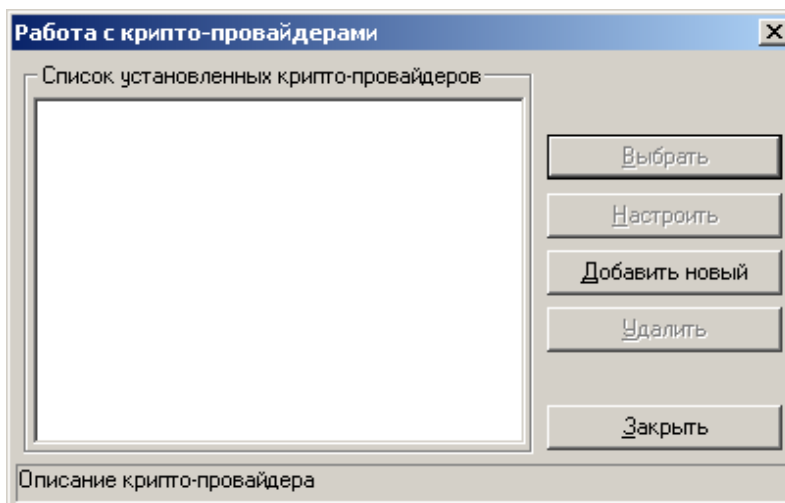 Работа с крипто-провайдерами
Список установленных крипто-провайдеров
Выбрать
Настроить
Добавить новый
Удалить
Закрыть
Описание крипто-провайдера